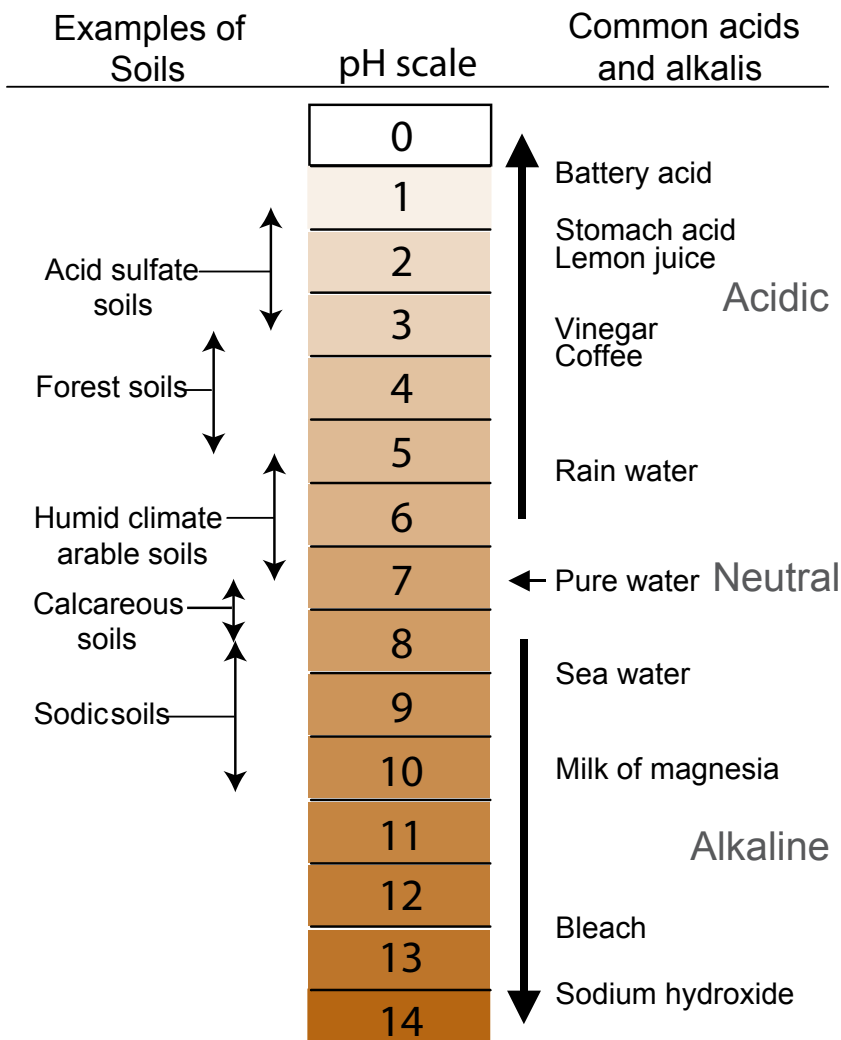 Examples of
Soils
pH scale
Common acids
and alkalis
0
1
2
3
4
5
6
7
8
9
10
11
12
13
14
Acid sulfate
soils
Forest soils
Humid climate
arable soils
Calcareous
soils
Sodic soils
Battery acid
Stomach acid
Lemon juice
Acidic
Vinegar
Coffee
Rain water
Pure water
Neutral
Sea water
Milk of magnesia
Alkaline
Bleach
Sodium hydroxide